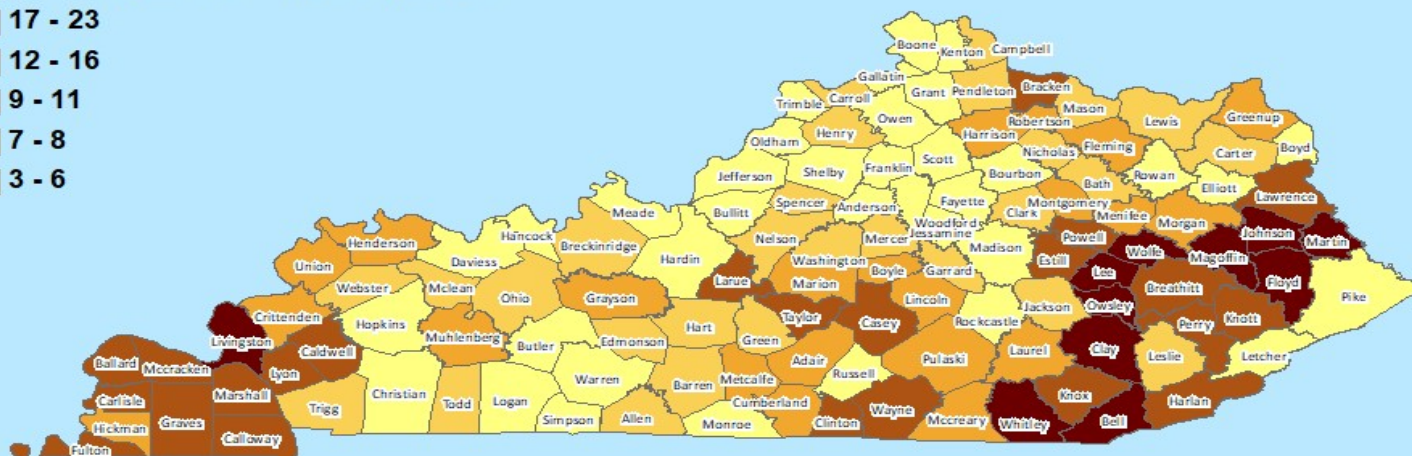 17 - 23
12 - 16
9 - 11
7 - 8
3 - 6
Boone
Kenton
Campbell
Gallatin
Grant
Pendleton
Bracken
Trimble
Carroll
Owen
Mason
Robertson
Lewis
Greenup
Oldham
Henry
Harrison
Nicholas
Fleming
Carter
Boyd
Jefferson
Shelby
Franklin
Scott
Bourbon
Bath
Rowan
Elliott
Lawrence
Meade
Bullitt
Spencer
Anderson
Woodford
Fayette
Clark
Montgomery
Menifee
Morgan
Johnson
Martin
Henderson
Hancock
Breckinridge
Hardin
Nelson
Mercer
Jessamine
Madison
Powell
Estill
Wolfe
Magoffin
Floyd
Pike
Union
Daviess
Washington
Boyle
Garrard
Lee
Webster
Mclean
Ohio
Grayson
Larue
Marion
Lincoln
Jackson
Owsley
Breathitt
Crittenden
Hopkins
Muhlenberg
Butler
Edmonson
Hart
Green
Taylor
Casey
Rockcastle
Perry
Knott
Livingston
Caldwell
Lyon
Warren
Barren
Metcalfe
Adair
Russell
Pulaski
Laurel
Clay
Leslie
Letcher
Ballard
Mccracken
Marshall
Carlisle
Graves
Trigg
Christian
Todd
Logan
Simpson
Allen
Monroe
Cumberland
Clinton
Wayne
Mccreary
Whitley
Knox
Bell
Harlan
Hickman
Calloway
Fulton